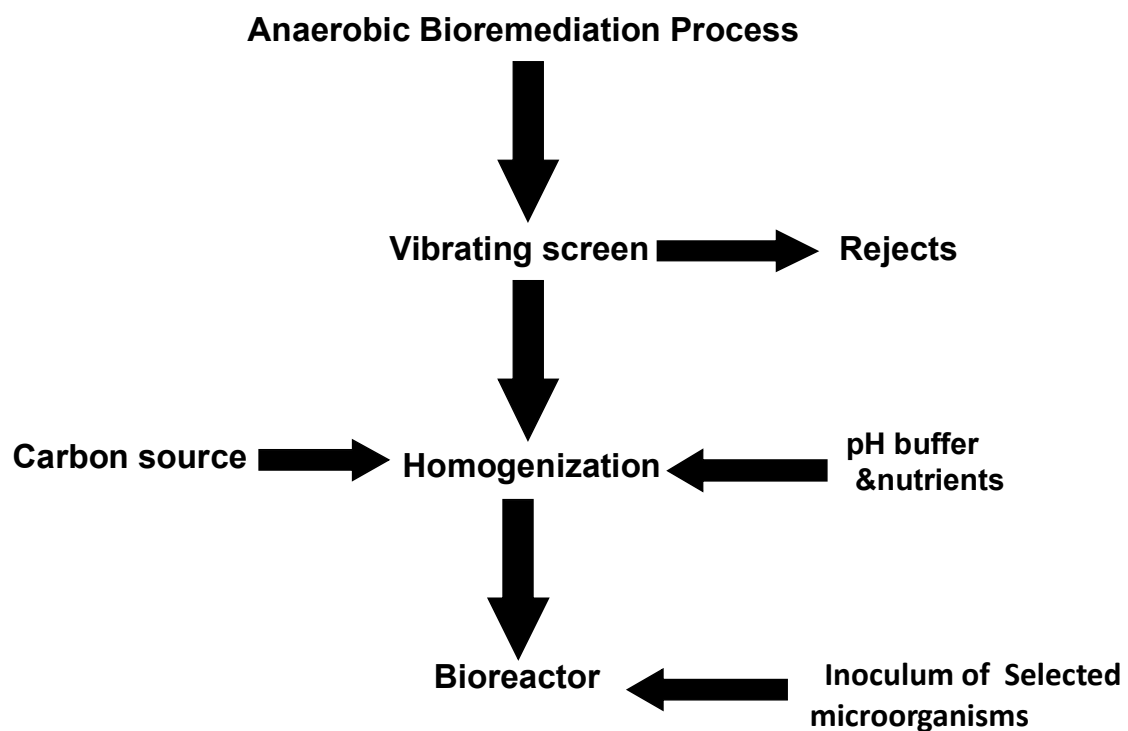 Anaerobic Bioremediation Process
Vibrating screen
Rejects
Carbon source
Homogenization
pH buffer
&nutrients
Bioreactor
Inoculum of Selected
microorganisms